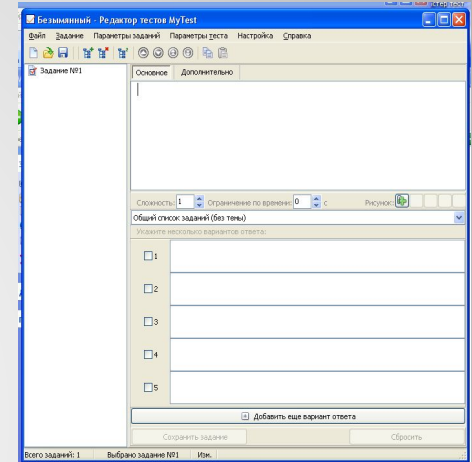 Безымянный - Редактор тестов MyTest
Файл Задание Параметры заданий Параметры теста Настройка Справка
Задание №1
Основное Дополнительно
Сложность: 1 Ограничение по времени: 0 с Рисунок:
Общий список заданий (без темы)
Укажите несколько вариантов ответа:
1
2
3
4
5
Добавить еще вариант ответа
Сохранить задание Сбросить
Всего заданий: 1 Выбрано задание №1 Изм.